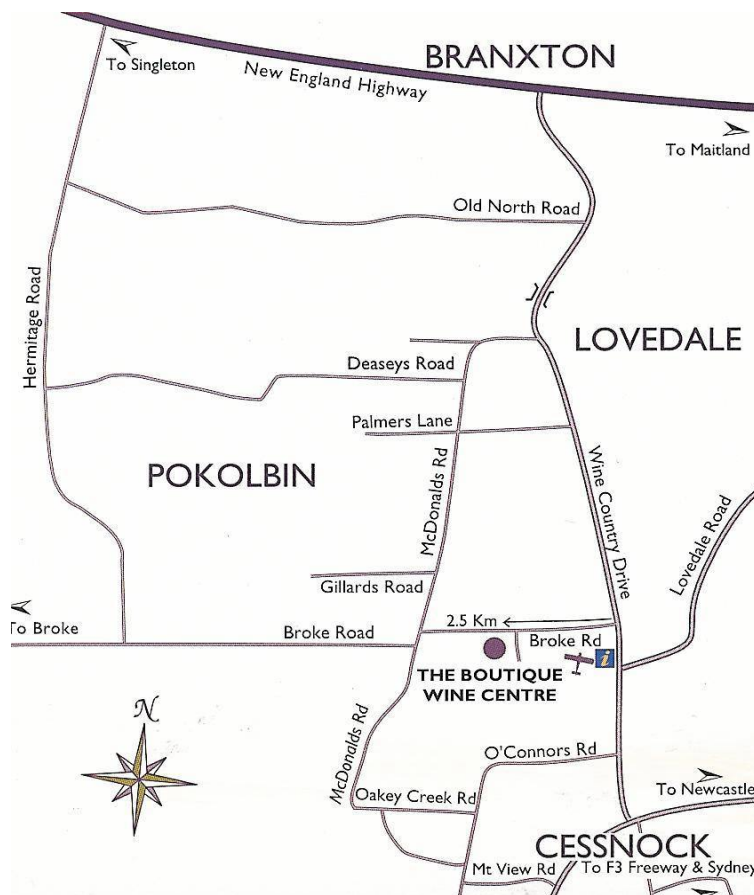 BRANXTON
To Singleton
New England Highway
To Maitland
Old North Road
Hermitage Road
LOVEDALE
Deaseys Road
Palmers Lane
POKOLBIN
McDonalds Rd
Wine Country Drive
Lovedale Road
Gillards Road
2.5 Km
To Broke
Broke Road
Broke Rd
i
THE BOUTIQUE
WINE CENTRE
N
McDonalds Rd
O'Connors Rd
Oakey Creek Rd
To Newcastle
CESSNOCK
Mt View Rd
To F3 Freeway & Sydney